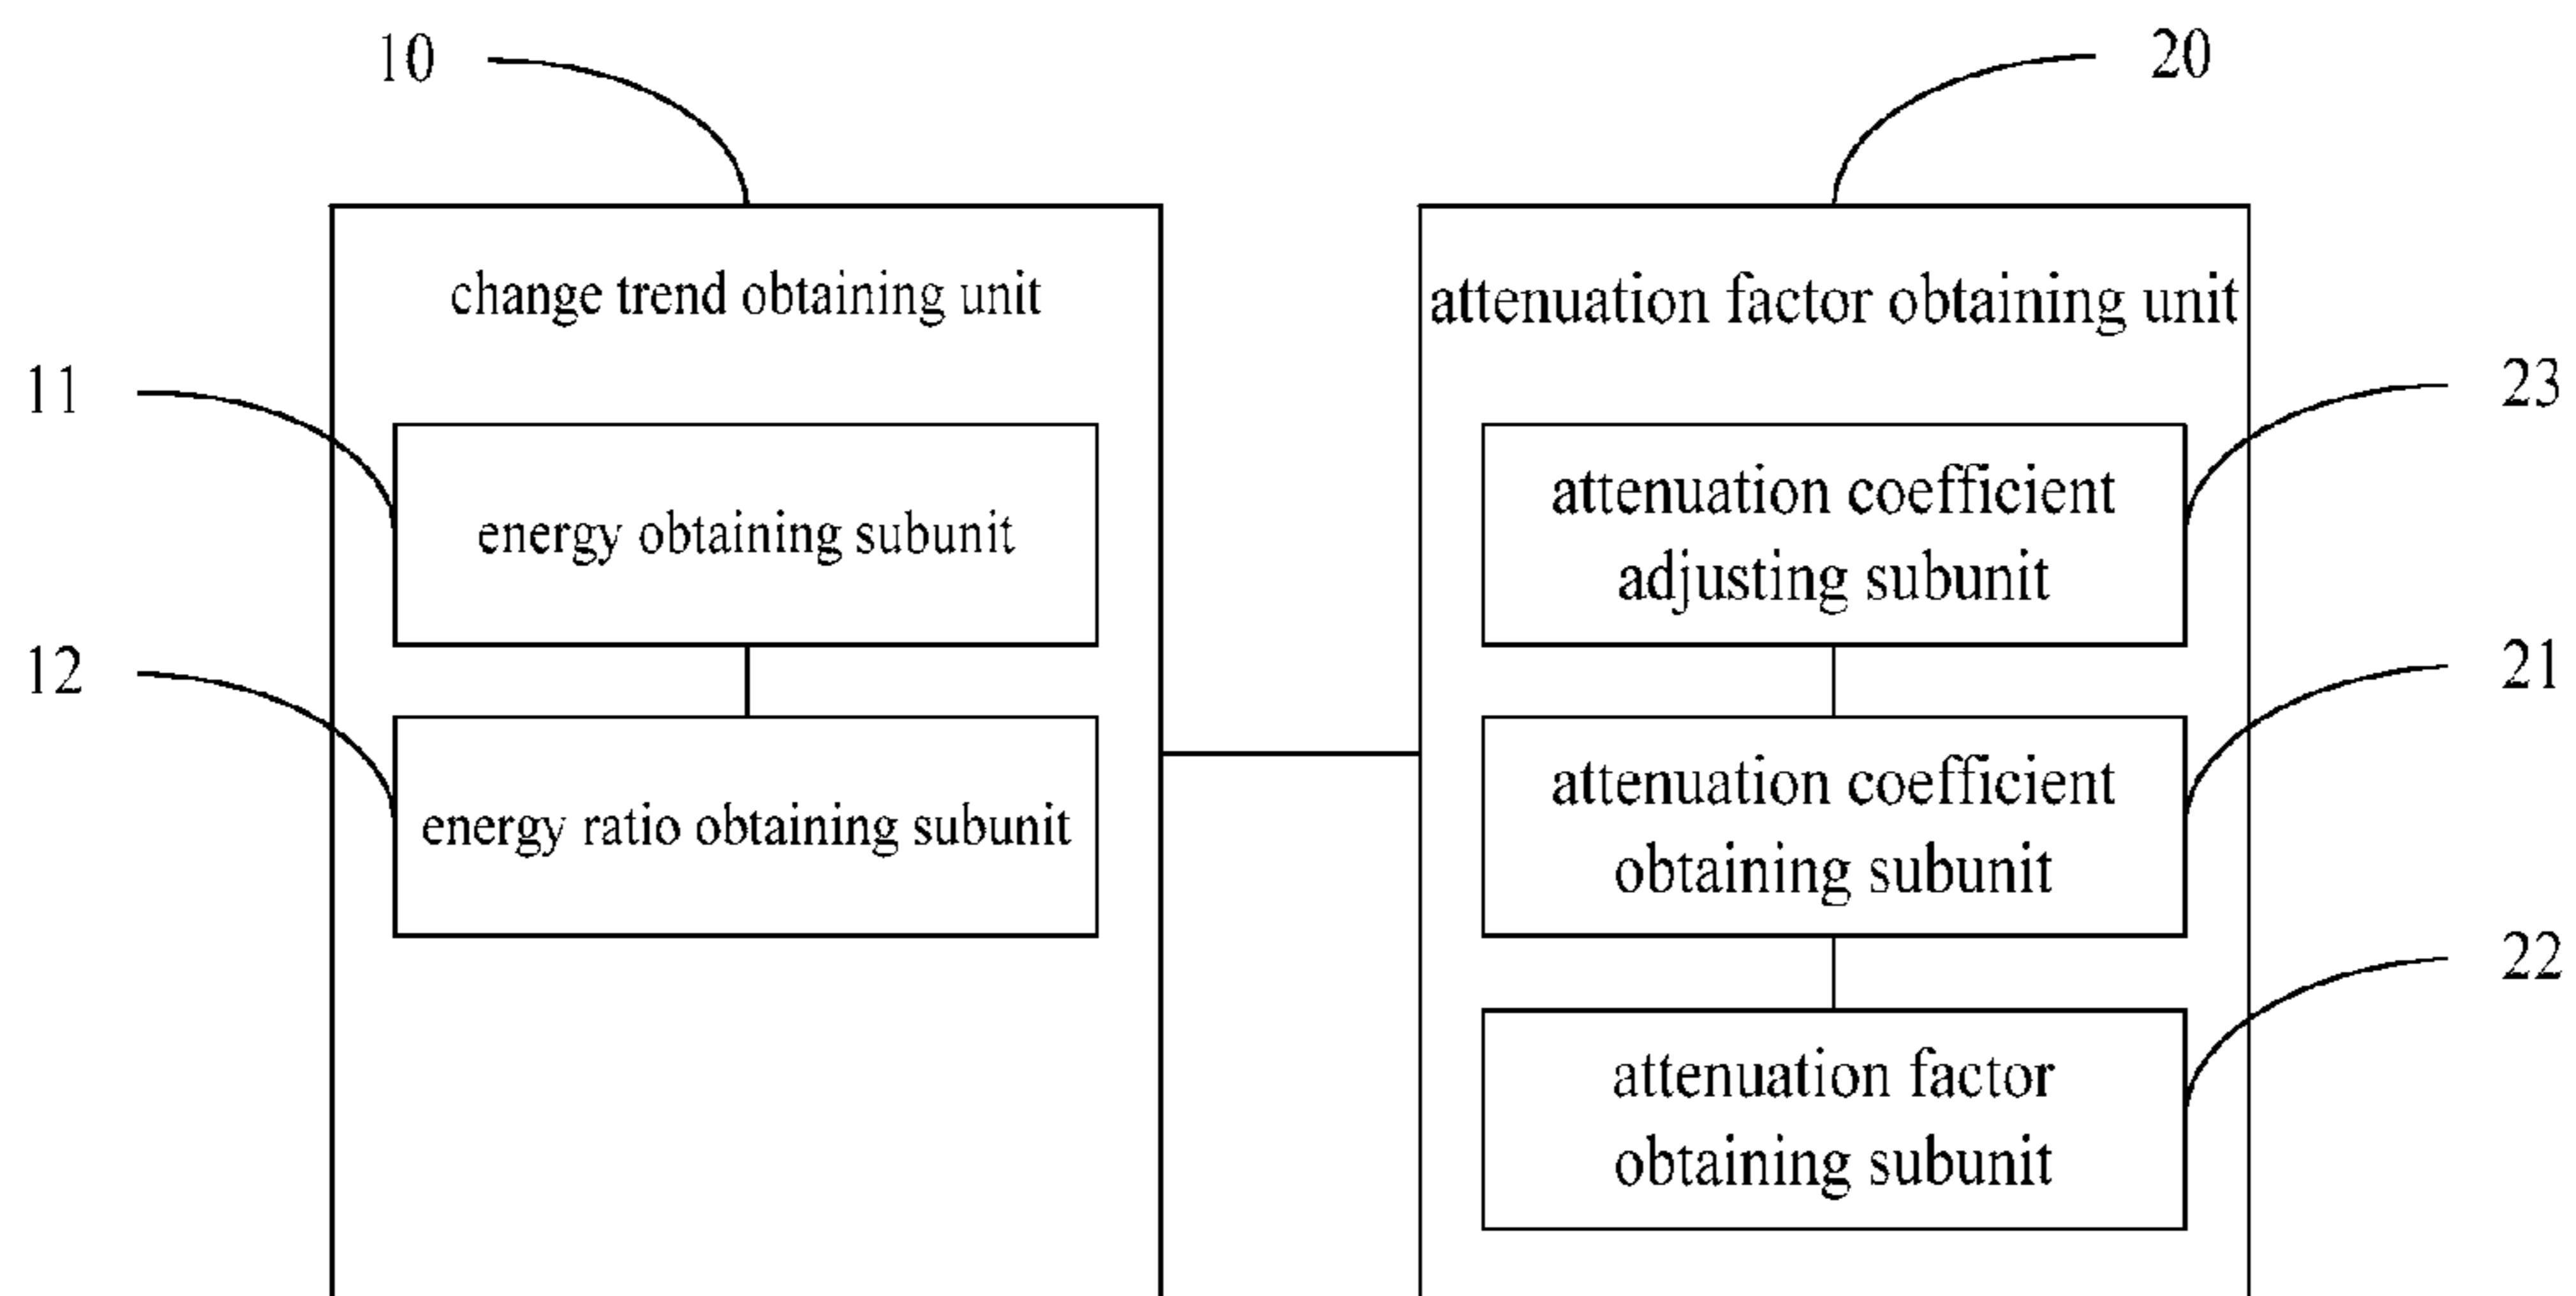 10
20
change trend obtaining unit
attenuation factor obtaining unit
11
23
energy obtaining subunit
attenuation coefficient
adjusting subunit
12
21
energy ratio obtaining subunit
attenuation coefficient
obtaining subunit
22
attenuation factor
obtaining subunit